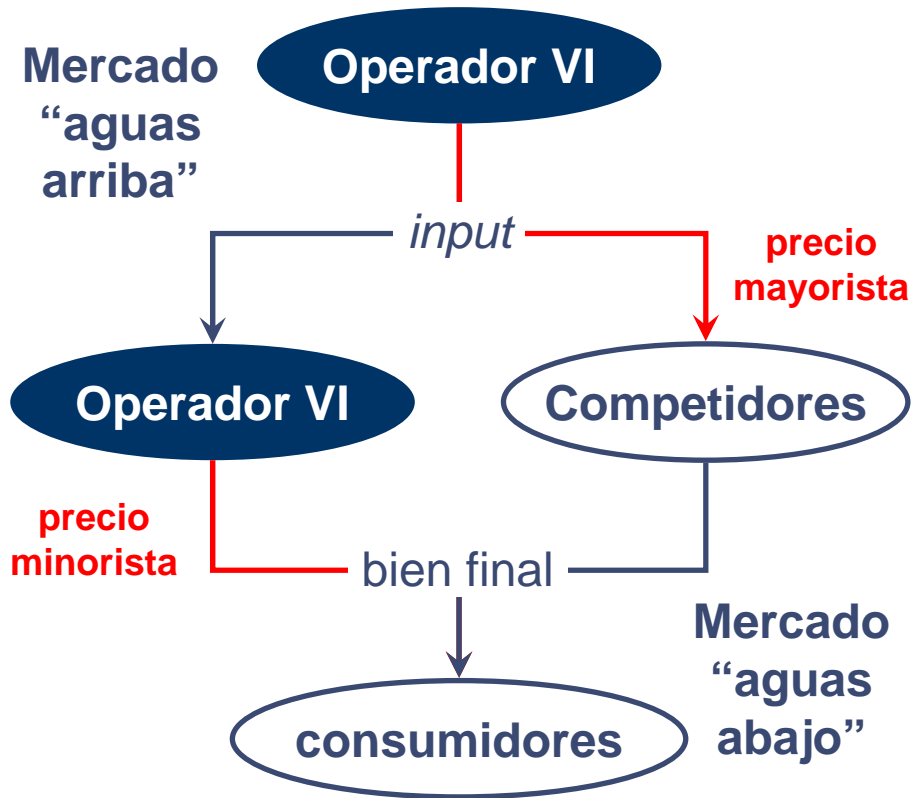 Operador VI
Mercado
“aguas
arriba”
input
precio
mayorista
Operador VI
Competidores
precio
minorista
bien final
Mercado
“aguas
abajo”
consumidores